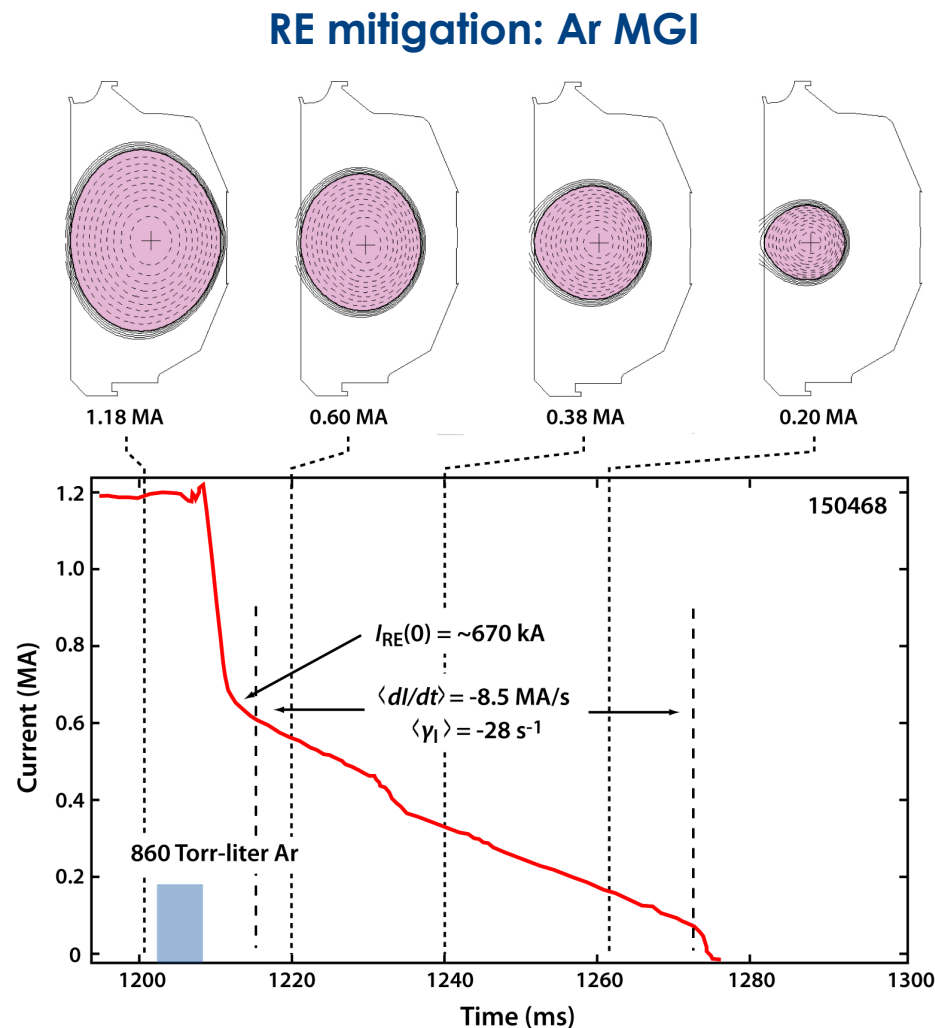 RE mitigation: Ar MGI
1.18 MA
0.60 MA
0.38 MA
0.20 MA
150468
1.2
1.0
0.8
0.6
0.4
0.2
0
Current (MA)
I_RE(0) = ~670 kA
⟨dI/dt⟩ = -8.5 MA/s
⟨γ_I⟩ = -28 s⁻¹
860 Torr-liter Ar
1200
1220
1240
1260
1280
1300
Time (ms)